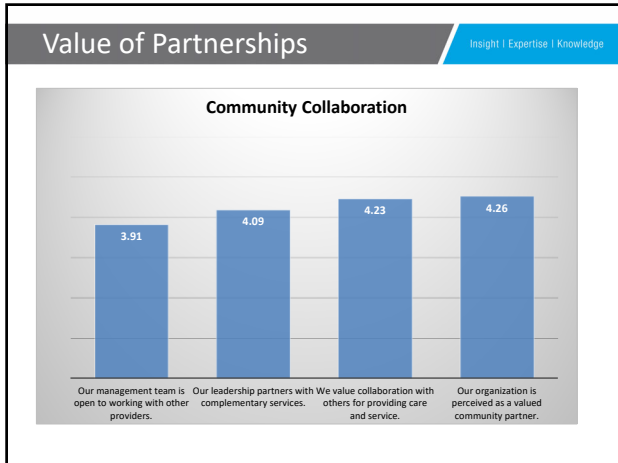 Value of Partnerships
Insight | Expertise | Knowledge
Community Collaboration
3.91
4.09
4.23
4.26
Our management team is
open to working with other
providers.
Our leadership partners with
complementary services.
We value collaboration with
others for providing care
and service.
Our organization is
perceived as a valued
community partner.